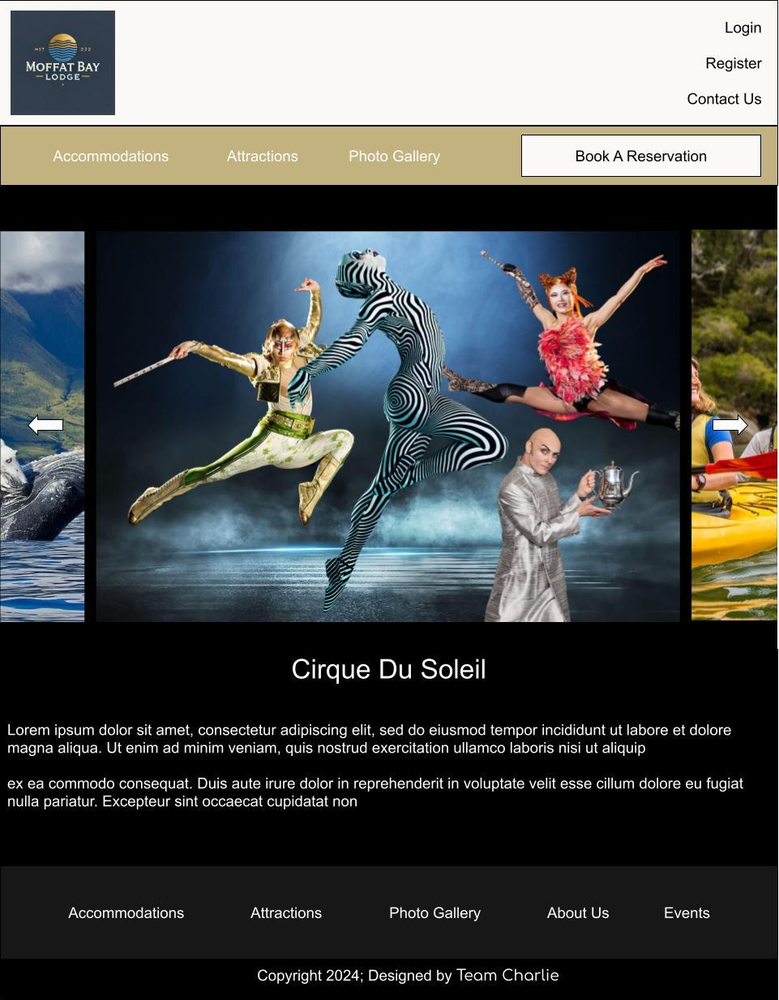 MOFFAT BAY
LODGE
Login
Register
Contact Us
Accommodations Attractions Photo Gallery Book A Reservation
Cirque Du Soleil
Lorem ipsum dolor sit amet, consectetur adipiscing elit, sed do eiusmod tempor incididunt ut labore et dolore
magna aliqua. Ut enim ad minim veniam, quis nostrud exercitation ullamco laboris nisi ut aliquip
ex ea commodo consequat. Duis aute irure dolor in reprehenderit in voluptate velit esse cillum dolore eu fugiat
nulla pariatur. Excepteur sint occaecat cupidatat non
Accommodations Attractions Photo Gallery About Us Events
Copyright 2024; Designed by Team Charlie